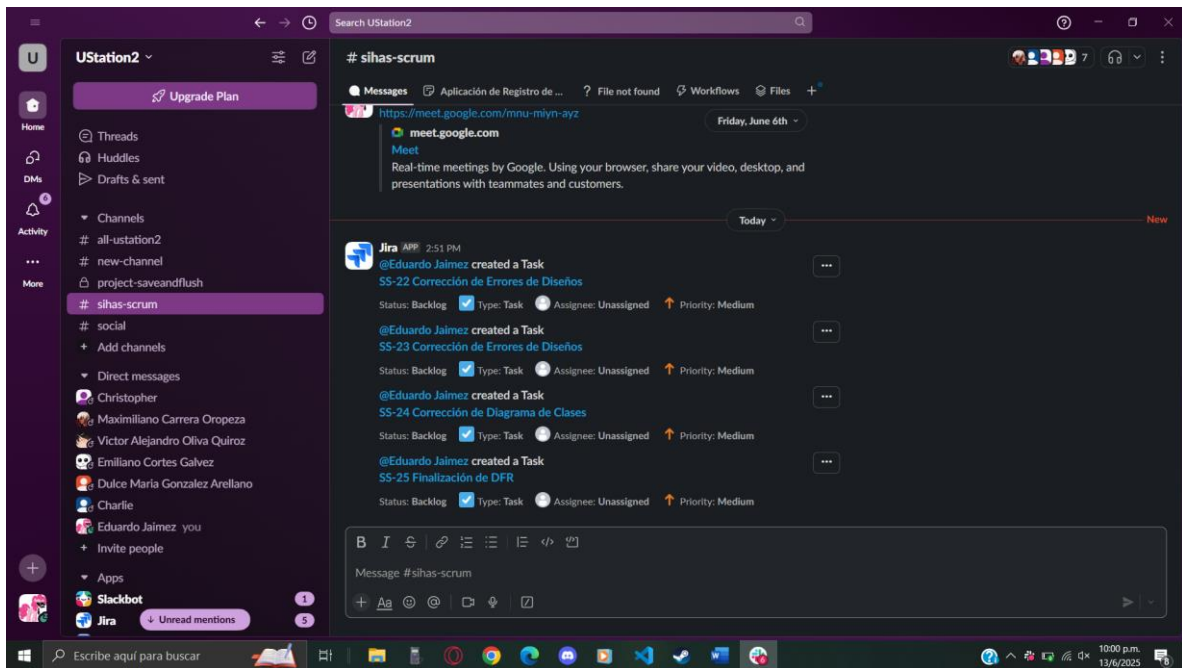 Search UStation2
U
UStation2
# sihas-scrum
7
Upgrade Plan
Messages
Aplicación de Registro de ...
? File not found
Workflows
Files
+
Home
DMs
6
Activity
More
Threads
Huddles
Drafts & sent
Channels
# all-ustation2
# new-channel
project-saveandflush
# sihas-scrum
# social
+ Add channels
Direct messages
Christopher
Maximiliano Carrera Oropeza
Victor Alejandro Oliva Quiroz
Emiliano Cortes Galvez
Dulce Maria Gonzalez Arellano
Charlie
Eduardo Jaimez you
+ Invite people
Apps
Slackbot 1
Jira 5
↓ Unread mentions
https://meet.google.com/mnu-miyn-ayz
Friday, June 6th
meet.google.com
Meet
Real-time meetings by Google. Using your browser, share your video, desktop, and
presentations with teammates and customers.
Today
New
Jira APP 2:51 PM
@Eduardo Jaimez created a Task
SS-22 Corrección de Errores de Diseños
Status: Backlog Type: Task Assignee: Unassigned Priority: Medium
@Eduardo Jaimez created a Task
SS-23 Corrección de Errores de Diseños
Status: Backlog Type: Task Assignee: Unassigned Priority: Medium
@Eduardo Jaimez created a Task
SS-24 Corrección de Diagrama de Clases
Status: Backlog Type: Task Assignee: Unassigned Priority: Medium
@Eduardo Jaimez created a Task
SS-25 Finalización de DFR
Status: Backlog Type: Task Assignee: Unassigned Priority: Medium
B I S
Message #sihas-scrum
+ Aa @
Escribe aquí para buscar
10:00 p.m.
13/6/2025